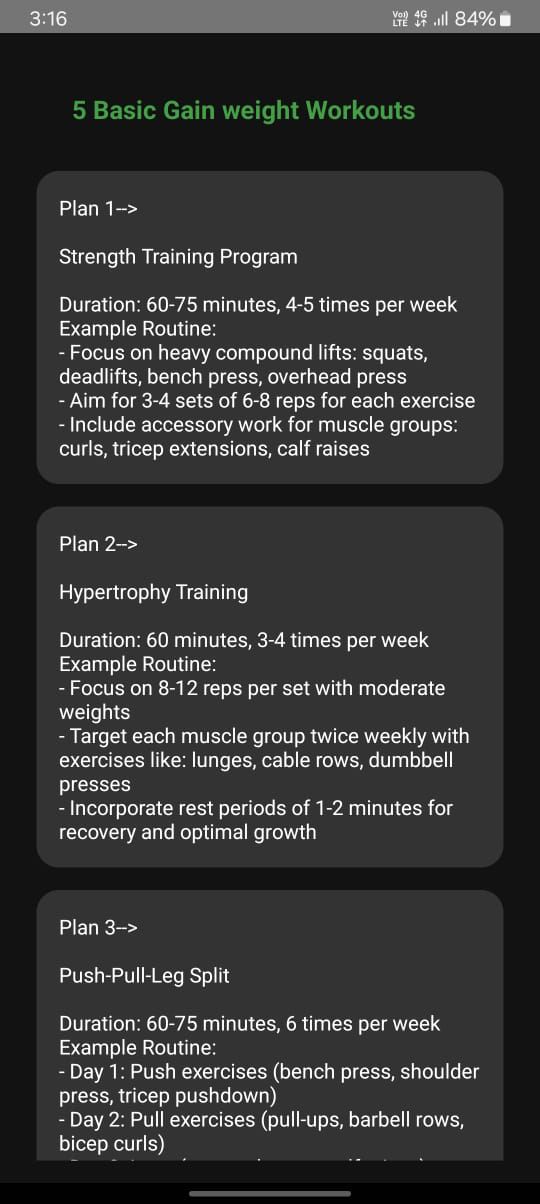 3:16
Vo)) 4G 84%
LTE
5 Basic Gain weight Workouts
Plan 1-->
Strength Training Program
Duration: 60-75 minutes, 4-5 times per week
Example Routine:
- Focus on heavy compound lifts: squats,
deadlifts, bench press, overhead press
- Aim for 3-4 sets of 6-8 reps for each exercise
- Include accessory work for muscle groups:
curls, tricep extensions, calf raises
Plan 2-->
Hypertrophy Training
Duration: 60 minutes, 3-4 times per week
Example Routine:
- Focus on 8-12 reps per set with moderate
weights
- Target each muscle group twice weekly with
exercises like: lunges, cable rows, dumbbell
presses
- Incorporate rest periods of 1-2 minutes for
recovery and optimal growth
Plan 3-->
Push-Pull-Leg Split
Duration: 60-75 minutes, 6 times per week
Example Routine:
- Day 1: Push exercises (bench press, shoulder
press, tricep pushdown)
- Day 2: Pull exercises (pull-ups, barbell rows,
bicep curls)